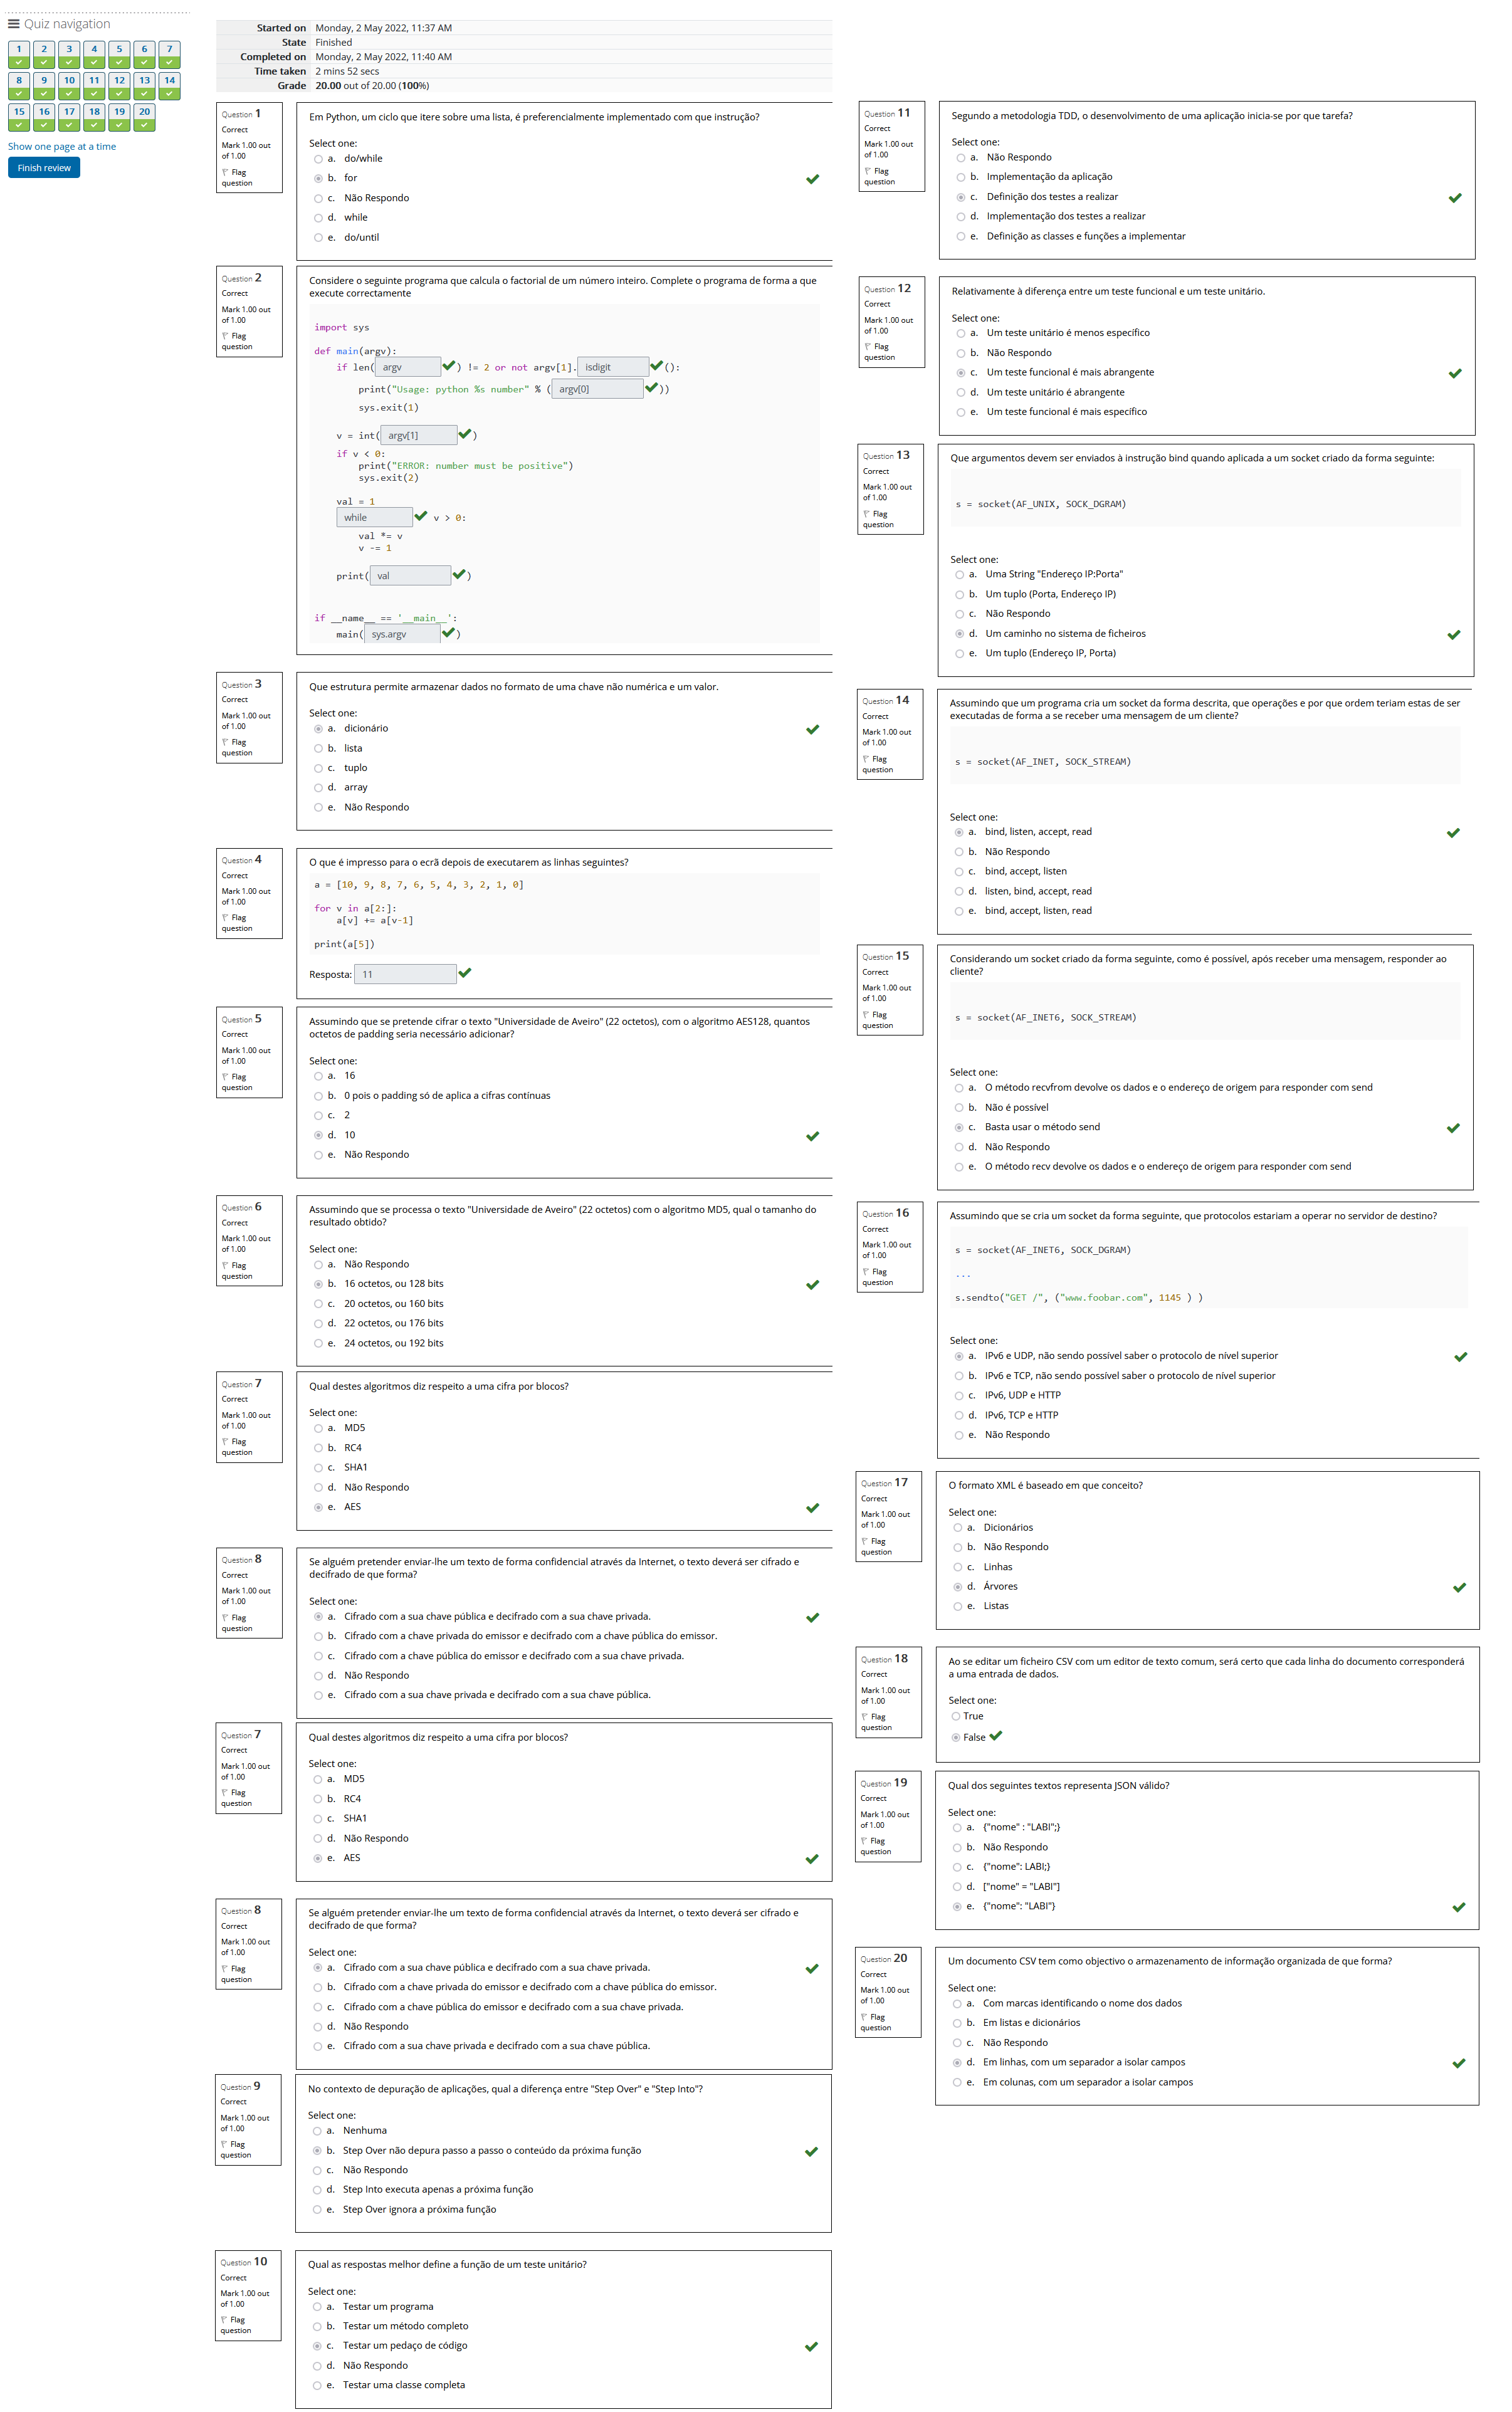 Quiz navigation
1 2 3 4 5 6 7
8 9 10 11 12 13 14
15 16 17 18 19 20
Show one page at a time
Finish review
Started on Monday, 2 May 2022, 11:37 AM
State Finished
Completed on Monday, 2 May 2022, 11:40 AM
Time taken 2 mins 52 secs
Grade 20.00 out of 20.00 (100%)
Question 1
Correct
Mark 1.00 out
of 1.00
Flag
question
Em Python, um ciclo que itere sobre uma lista, é preferencialmente implementado com que instrução?
Select one:
a. do/while
b. for
c. Não Respondo
d. while
e. do/until
Question 2
Correct
Mark 1.00 out
of 1.00
Flag
question
Considere o seguinte programa que calcula o factorial de um número inteiro. Complete o programa de forma a que
execute correctamente
import sys
def main(argv):
if len( argv ) != 2 or not argv[1]. isdigit ():
print("Usage: python %s number" % ( argv[0] ))
sys.exit(1)
v = int( argv[1] )
if v < 0:
print("ERROR: number must be positive")
sys.exit(2)
val = 1
while v > 0:
val *= v
v -= 1
print( val )
if __name__ == '__main__':
main( sys.argv )
Question 3
Correct
Mark 1.00 out
of 1.00
Flag
question
Que estrutura permite armazenar dados no formato de uma chave não numérica e um valor.
Select one:
a. dicionário
b. lista
c. tuplo
d. array
e. Não Respondo
Question 4
Correct
Mark 1.00 out
of 1.00
Flag
question
O que é impresso para o ecrã depois de executarem as linhas seguintes?
a = [10, 9, 8, 7, 6, 5, 4, 3, 2, 1, 0]
for v in a[2:]:
a[v] += a[v-1]
print(a[5])
Resposta: 11
Question 5
Correct
Mark 1.00 out
of 1.00
Flag
question
Assumindo que se pretende cifrar o texto "Universidade de Aveiro" (22 octetos), com o algoritmo AES128, quantos
octetos de padding seria necessário adicionar?
Select one:
a. 16
b. 0 pois o padding só de aplica a cifras contínuas
c. 2
d. 10
e. Não Respondo
Question 6
Correct
Mark 1.00 out
of 1.00
Flag
question
Assumindo que se processa o texto "Universidade de Aveiro" (22 octetos) com o algoritmo MD5, qual o tamanho do
resultado obtido?
Select one:
a. Não Respondo
b. 16 octetos, ou 128 bits
c. 20 octetos, ou 160 bits
d. 22 octetos, ou 176 bits
e. 24 octetos, ou 192 bits
Question 7
Correct
Mark 1.00 out
of 1.00
Flag
question
Qual destes algoritmos diz respeito a uma cifra por blocos?
Select one:
a. MD5
b. RC4
c. SHA1
d. Não Respondo
e. AES
Question 8
Correct
Mark 1.00 out
of 1.00
Flag
question
Se alguém pretender enviar-lhe um texto de forma confidencial através da Internet, o texto deverá ser cifrado e
decifrado de que forma?
Select one:
a. Cifrado com a sua chave pública e decifrado com a sua chave privada.
b. Cifrado com a chave privada do emissor e decifrado com a chave pública do emissor.
c. Cifrado com a chave pública do emissor e decifrado com a sua chave privada.
d. Não Respondo
e. Cifrado com a sua chave privada e decifrado com a sua chave pública.
Question 7
Correct
Mark 1.00 out
of 1.00
Flag
question
Qual destes algoritmos diz respeito a uma cifra por blocos?
Select one:
a. MD5
b. RC4
c. SHA1
d. Não Respondo
e. AES
Question 8
Correct
Mark 1.00 out
of 1.00
Flag
question
Se alguém pretender enviar-lhe um texto de forma confidencial através da Internet, o texto deverá ser cifrado e
decifrado de que forma?
Select one:
a. Cifrado com a sua chave pública e decifrado com a sua chave privada.
b. Cifrado com a chave privada do emissor e decifrado com a chave pública do emissor.
c. Cifrado com a chave pública do emissor e decifrado com a sua chave privada.
d. Não Respondo
e. Cifrado com a sua chave privada e decifrado com a sua chave pública.
Question 9
Correct
Mark 1.00 out
of 1.00
Flag
question
No contexto de depuração de aplicações, qual a diferença entre "Step Over" e "Step Into"?
Select one:
a. Nenhuma
b. Step Over não depura passo a passo o conteúdo da próxima função
c. Não Respondo
d. Step Into executa apenas a próxima função
e. Step Over ignora a próxima função
Question 10
Correct
Mark 1.00 out
of 1.00
Flag
question
Qual as respostas melhor define a função de um teste unitário?
Select one:
a. Testar um programa
b. Testar um método completo
c. Testar um pedaço de código
d. Não Respondo
e. Testar uma classe completa
Question 11
Correct
Mark 1.00 out
of 1.00
Flag
question
Segundo a metodologia TDD, o desenvolvimento de uma aplicação inicia-se por que tarefa?
Select one:
a. Não Respondo
b. Implementação da aplicação
c. Definição dos testes a realizar
d. Implementação dos testes a realizar
e. Definição as classes e funções a implementar
Question 12
Correct
Mark 1.00 out
of 1.00
Flag
question
Relativamente à diferença entre um teste funcional e um teste unitário.
Select one:
a. Um teste unitário é menos específico
b. Não Respondo
c. Um teste funcional é mais abrangente
d. Um teste unitário é abrangente
e. Um teste funcional é mais específico
Question 13
Correct
Mark 1.00 out
of 1.00
Flag
question
Que argumentos devem ser enviados à instrução bind quando aplicada a um socket criado da forma seguinte:
s = socket(AF_UNIX, SOCK_DGRAM)
Select one:
a. Uma String "Endereço IP:Porta"
b. Um tuplo (Porta, Endereço IP)
c. Não Respondo
d. Um caminho no sistema de ficheiros
e. Um tuplo (Endereço IP, Porta)
Question 14
Correct
Mark 1.00 out
of 1.00
Flag
question
Assumindo que um programa cria um socket da forma descrita, que operações e por que ordem teriam estas de ser
executadas de forma a se receber uma mensagem de um cliente?
s = socket(AF_INET, SOCK_STREAM)
Select one:
a. bind, listen, accept, read
b. Não Respondo
c. bind, accept, listen
d. listen, bind, accept, read
e. bind, accept, listen, read
Question 15
Correct
Mark 1.00 out
of 1.00
Flag
question
Considerando um socket criado da forma seguinte, como é possível, após receber uma mensagem, responder ao
cliente?
s = socket(AF_INET6, SOCK_STREAM)
Select one:
a. O método recvfrom devolve os dados e o endereço de origem para responder com send
b. Não é possível
c. Basta usar o método send
d. Não Respondo
e. O método recv devolve os dados e o endereço de origem para responder com send
Question 16
Correct
Mark 1.00 out
of 1.00
Flag
question
Assumindo que se cria um socket da forma seguinte, que protocolos estariam a operar no servidor de destino?
s = socket(AF_INET6, SOCK_DGRAM)
...
s.sendto("GET /", ("www.foobar.com", 1145 ) )
Select one:
a. IPv6 e UDP, não sendo possível saber o protocolo de nível superior
b. IPv6 e TCP, não sendo possível saber o protocolo de nível superior
c. IPv6, UDP e HTTP
d. IPv6, TCP e HTTP
e. Não Respondo
Question 17
Correct
Mark 1.00 out
of 1.00
Flag
question
O formato XML é baseado em que conceito?
Select one:
a. Dicionários
b. Não Respondo
c. Linhas
d. Árvores
e. Listas
Question 18
Correct
Mark 1.00 out
of 1.00
Flag
question
Ao se editar um ficheiro CSV com um editor de texto comum, será certo que cada linha do documento corresponderá
a uma entrada de dados.
Select one:
True
False
Question 19
Correct
Mark 1.00 out
of 1.00
Flag
question
Qual dos seguintes textos representa JSON válido?
Select one:
a. {"nome" : "LABI";}
b. Não Respondo
c. {"nome": LABI;}
d. ["nome" = "LABI"]
e. {"nome": "LABI"}
Question 20
Correct
Mark 1.00 out
of 1.00
Flag
question
Um documento CSV tem como objectivo o armazenamento de informação organizada de que forma?
Select one:
a. Com marcas identificando o nome dos dados
b. Em listas e dicionários
c. Não Respondo
d. Em linhas, com um separador a isolar campos
e. Em colunas, com um separador a isolar campos